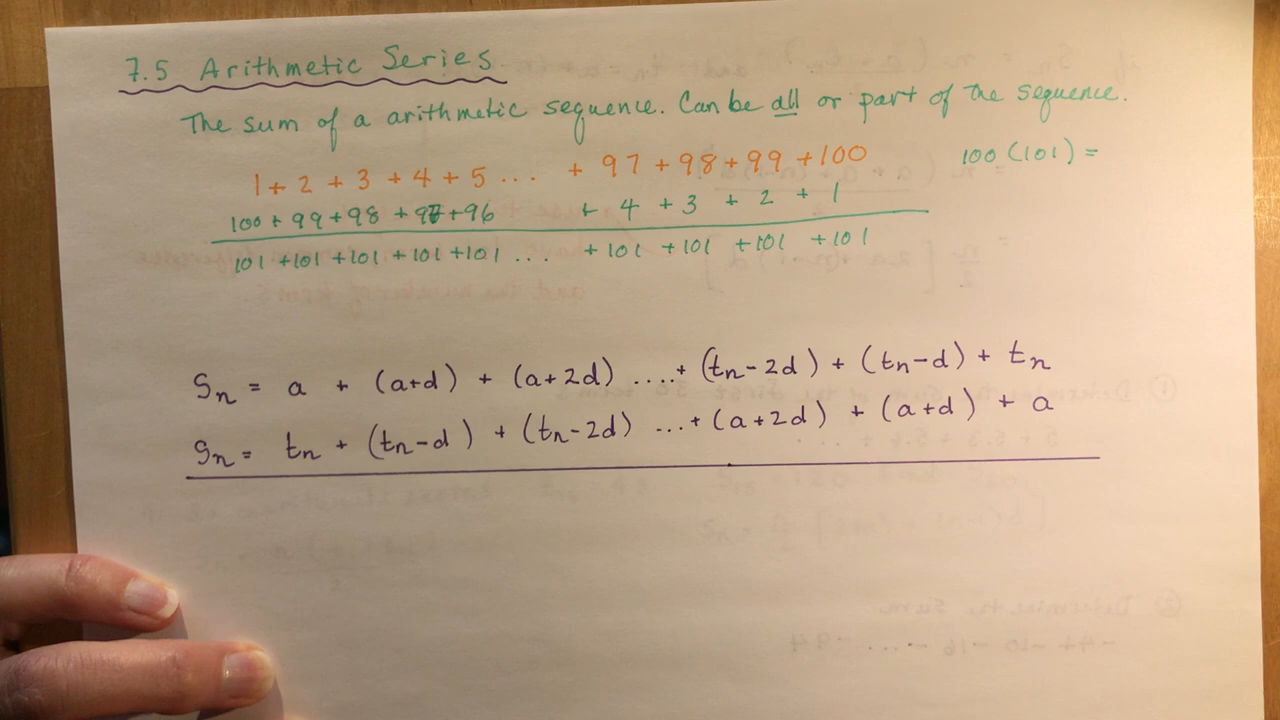 7.5 Arithmetic Series
The sum of a arithmetic sequence. Can be all or part of the sequence.
1 + 2 + 3 + 4 + 5 ... + 97 + 98 + 99 + 100
100 (101) =
100 + 99 + 98 + 97 + 96 + 4 + 3 + 2 + 1
101 + 101 + 101 + 101 + 101 ... + 101 + 101 + 101 + 101
Sn = a + (a+d) + (a+2d) ....+ (tn-2d) + (tn-d) + tn
Sn = tn + (tn-d) + (tn-2d) ...+ (a+2d) + (a+d) + a